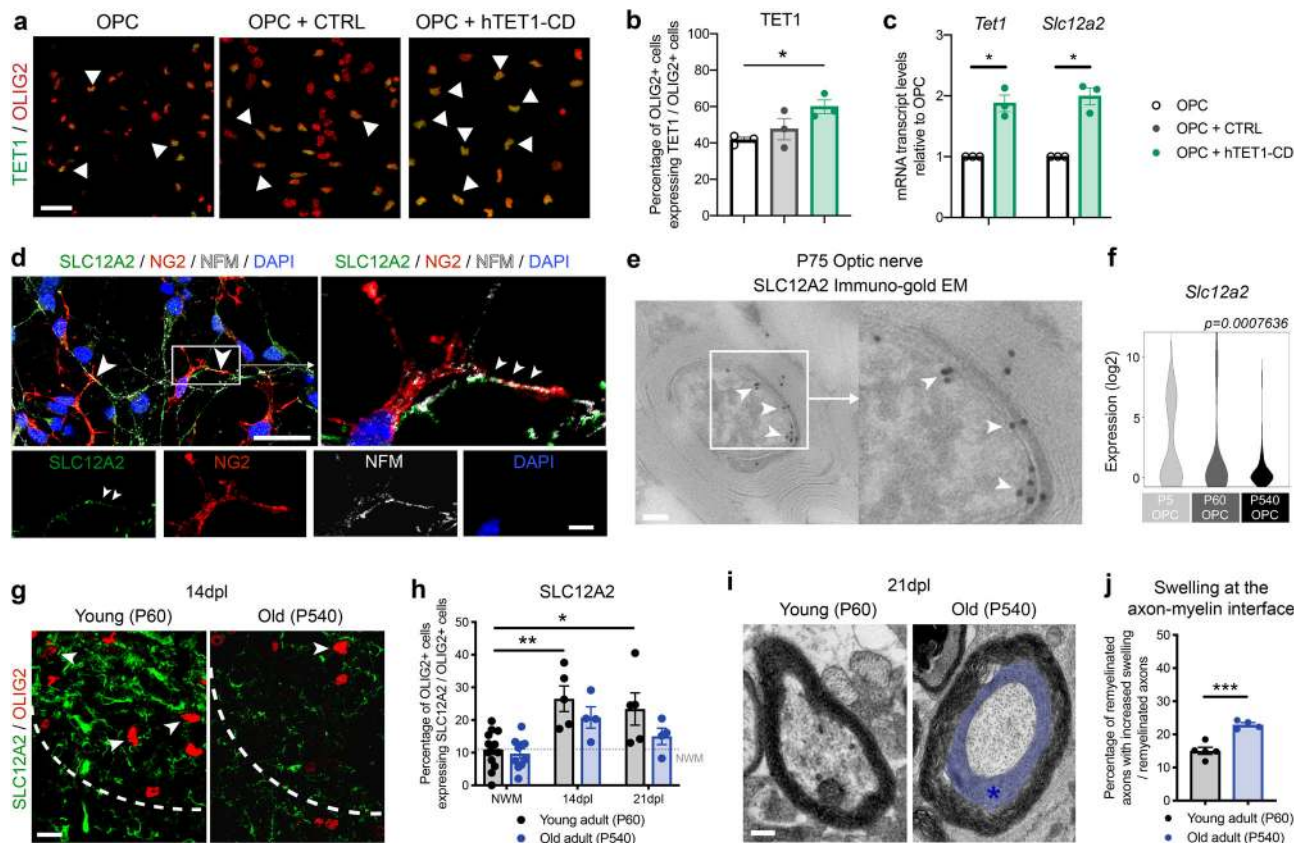 a
OPC
OPC + CTRL
OPC + hTET1-CD
TET1 / OLIG2
b
TET1
*
Percentage of OLIG2+ cells
expressing TET1 / OLIG2+ cells
100
80
60
40
20
0
c
Tet1
Slc12a2
*
*
mRNA transcript levels
relative to OPC
3
2
1
0
OPC
OPC + CTRL
OPC + hTET1-CD
d
SLC12A2 / NG2 / NFM / DAPI
SLC12A2 / NG2 / NFM / DAPI
SLC12A2
NG2
NFM
DAPI
e
P75 Optic nerve
SLC12A2 Immuno-gold EM
f
Slc12a2
p=0.0007636
Expression (log2)
10
5
0
P5
OPC
P60
OPC
P540
OPC
g
14dpl
Young (P60)
Old (P540)
SLC12A2 / OLIG2
h
SLC12A2
*
**
Percentage of OLIG2+ cells
expressing SLC12A2 / OLIG2+ cells
50
40
30
20
10
0
NWM
NWM
14dpl
21dpl
Young adult (P60)
Old adult (P540)
i
21dpl
Young (P60)
Old (P540)
*
j
Swelling at the
axon-myelin interface
***
Percentage of remyelinated
axons with increased swelling
/ remyelinated axons
50
40
30
20
10
0
Young adult (P60)
Old adult (P540)